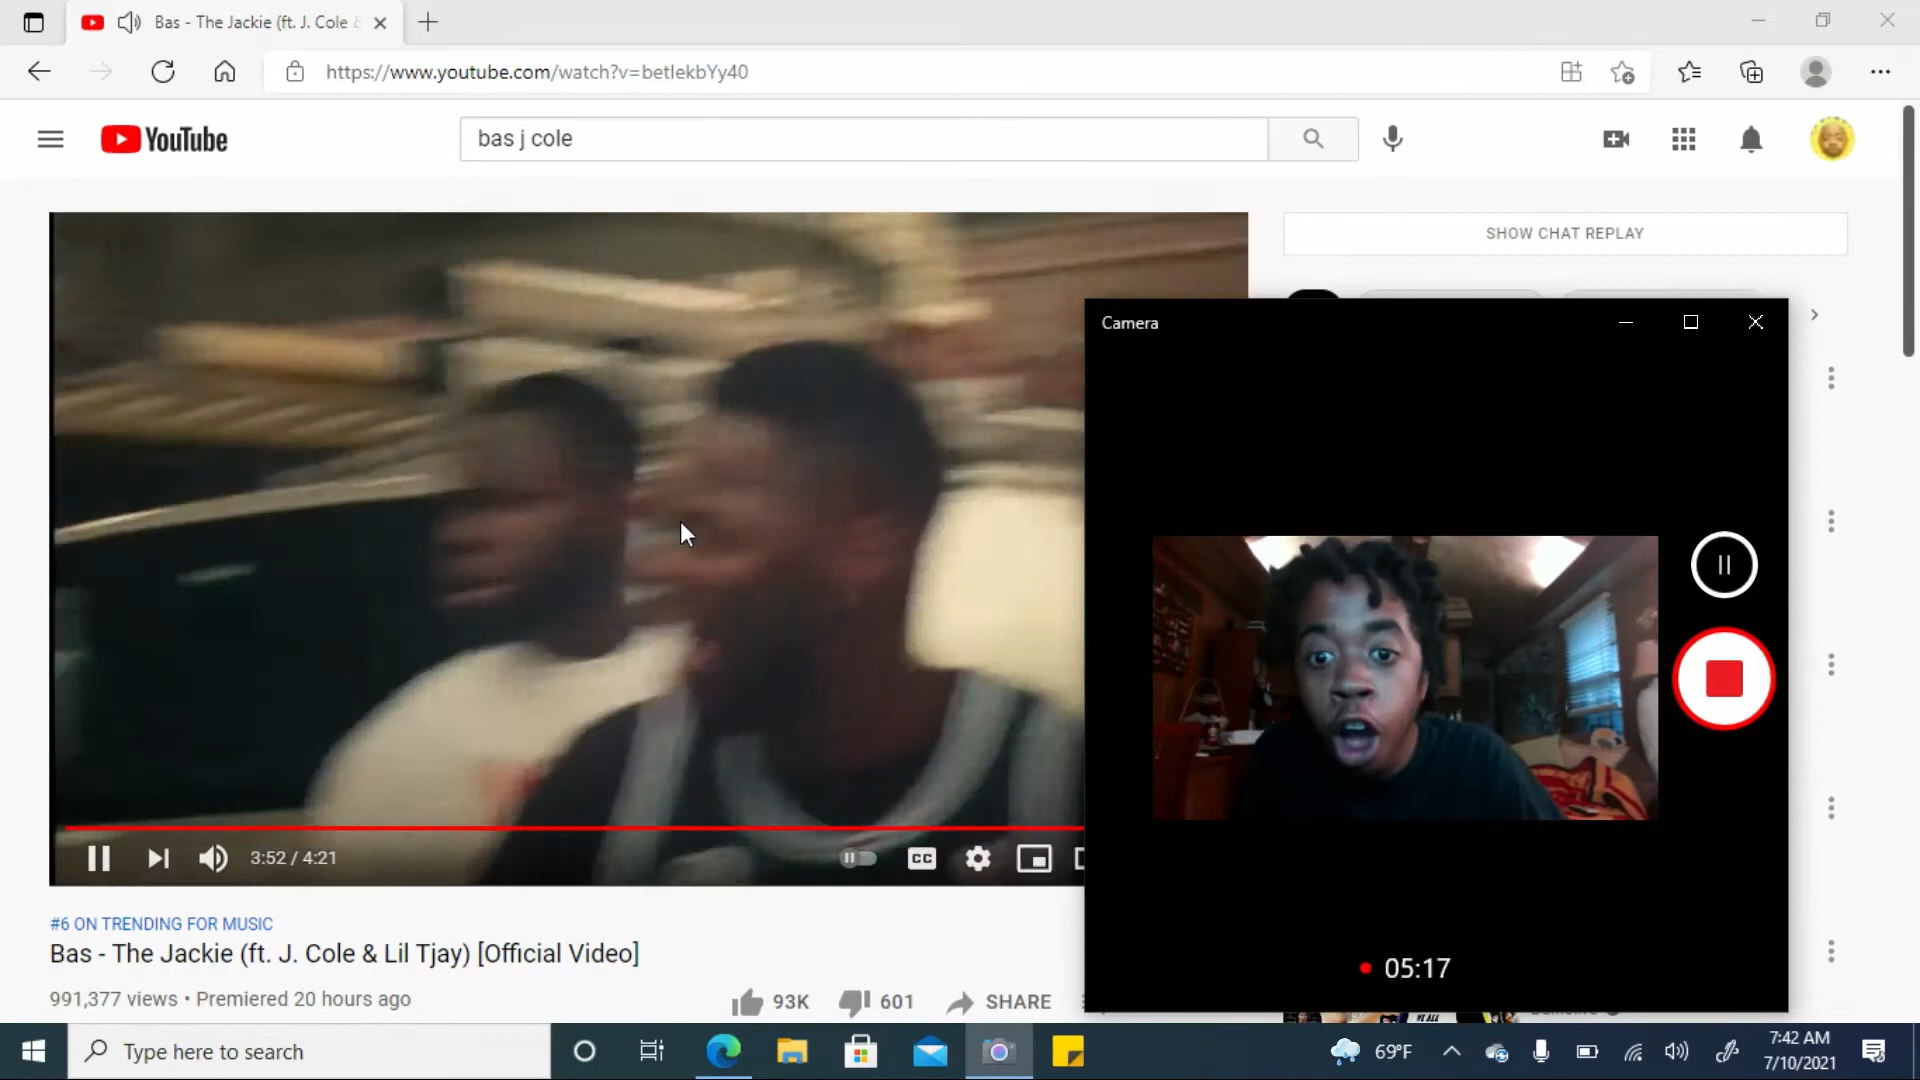 Bas - The Jackie (ft. J. Cole &
https://www.youtube.com/watch?v=betlekbYy40
YouTube
bas j cole
SHOW CHAT REPLAY
Camera
3:52 / 4:21
CC
05:17
#6 ON TRENDING FOR MUSIC
Bas - The Jackie (ft. J. Cole & Lil Tjay) [Official Video]
991,377 views • Premiered 20 hours ago
93K
601
SHARE
Type here to search
69°F
7:42 AM
7/10/2021